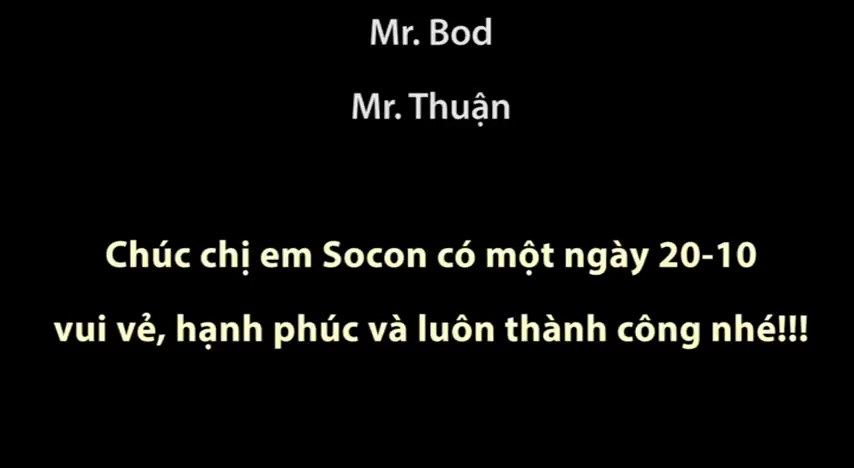 Mr. Bod
Mr. Thuận
Chúc chị em Socon có một ngày 20-10
vui vẻ, hạnh phúc và luôn thành công nhé!!!